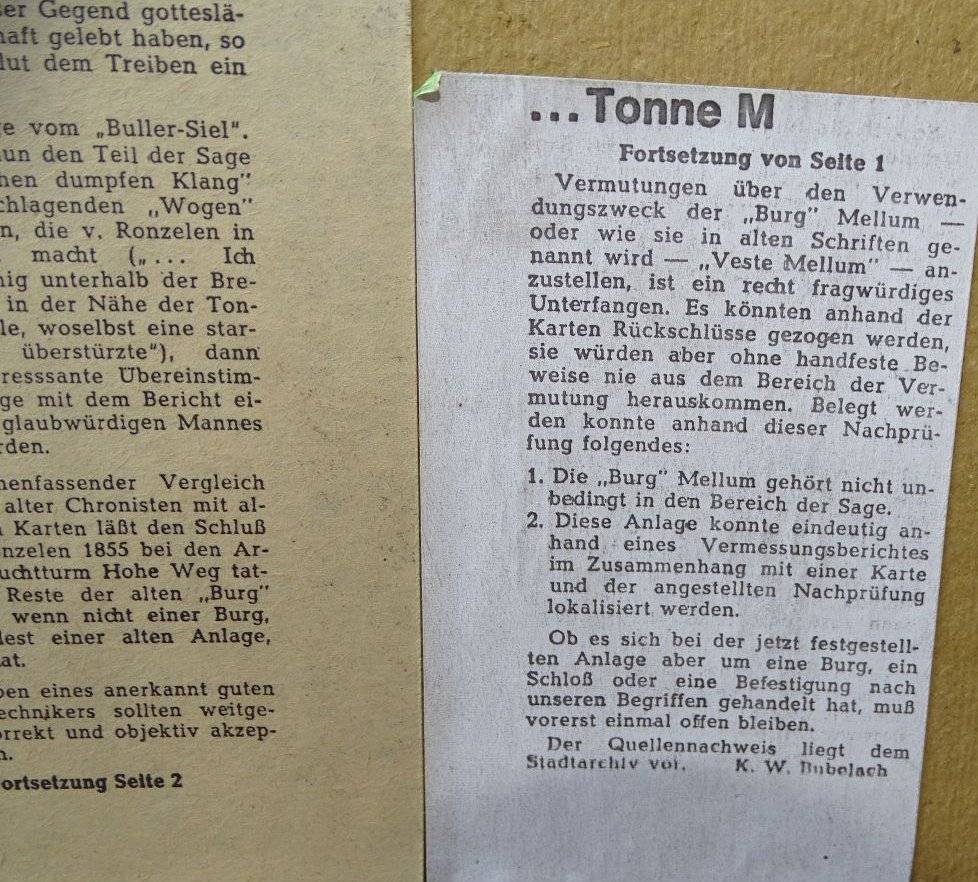 er Gegend gotteslä-
haft gelebt haben, so
lut dem Treiben ein
e vom „Buller-Siel".
un den Teil der Sage
hen dumpfen Klang"
chlagenden „Wogen"
n, die v. Ronzelen in
macht („... Ich
nig unterhalb der Bre-
in der Nähe der Ton-
le, woselbst eine star-
überstürzte"), dann
resssante Übereinstim-
ge mit dem Bericht ei-
glaubwürdigen Mannes
rden.
nenfassender Vergleich
alter Chronisten mit al-
Karten läßt den Schluß
nzelen 1855 bei den Ar-
uchtturm Hohe Weg tat-
Reste der alten „Burg"
wenn nicht einer Burg,
dest einer alten Anlage,
at.
ben eines anerkannt guten
echnikers sollten weitge-
orrekt und objektiv akzep-
n.
ortsetzung Seite 2
...Tonne M
Fortsetzung von Seite 1
Vermutungen über den Verwen-
dungszweck der „Burg" Mellum —
oder wie sie in alten Schriften ge-
nannt wird — „Veste Mellum" — an-
zustellen, ist ein recht fragwürdiges
Unterfangen. Es könnten anhand der
Karten Rückschlüsse gezogen werden,
sie würden aber ohne handfeste Be-
weise nie aus dem Bereich der Ver-
mutung herauskommen. Belegt wer-
den konnte anhand dieser Nachprü-
fung folgendes:
1. Die „Burg" Mellum gehört nicht un-
bedingt in den Bereich der Sage.
2. Diese Anlage konnte eindeutig an-
hand eines Vermessungsberichtes
im Zusammenhang mit einer Karte
und der angestellten Nachprüfung
lokalisiert werden.
Ob es sich bei der jetzt festgestell-
ten Anlage aber um eine Burg, ein
Schloß oder eine Befestigung nach
unseren Begriffen gehandelt hat, muß
vorerst einmal offen bleiben.
Der Quellennachweis liegt dem
Stadtarchiv vor. K. W.